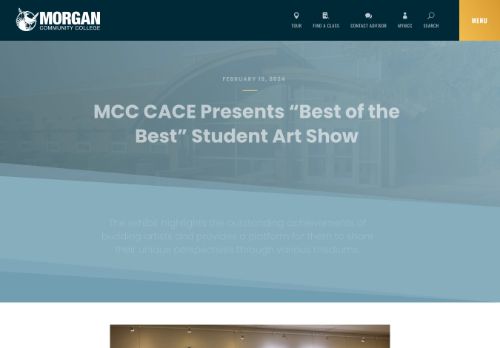 MORGAN
COMMUNITY COLLEGE
TOUR
FIND A CLASS
CONTACT ADVISOR
MYMCC
SEARCH
MENU
FEBRUARY 13, 2024
MCC CACE Presents “Best of the
Best” Student Art Show
The exhibit highlights the outstanding achievements of
budding artists and provides a platform for them to share
their unique perspectives through various mediums.